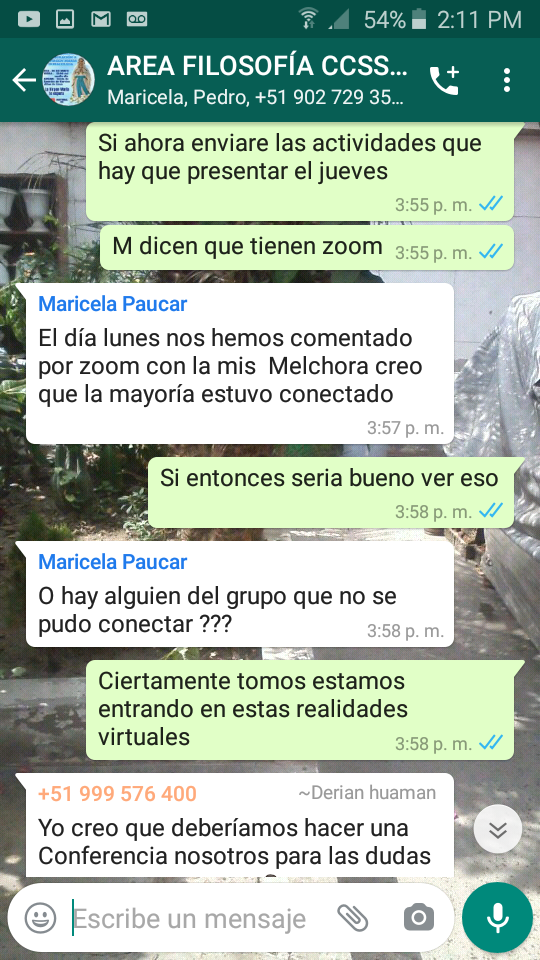 54% 2:11 PM
AREA FILOSOFÍA CCSS...
Maricela, Pedro, +51 902 729 35...
Si ahora enviare las actividades que
hay que presentar el jueves
3:55 p. m.
M dicen que tienen zoom 3:55 p. m.
Maricela Paucar
El día lunes nos hemos comentado
por zoom con la mis Melchora creo
que la mayoría estuvo conectado
3:57 p. m.
Si entonces seria bueno ver eso
3:58 p. m.
Maricela Paucar
O hay alguien del grupo que no se
pudo conectar ???
3:58 p. m.
Ciertamente tomos estamos
entrando en estas realidades
virtuales
3:58 p. m.
+51 999 576 400 ~Derian huaman
Yo creo que deberíamos hacer una
Conferencia nosotros para las dudas
Escribe un mensaje